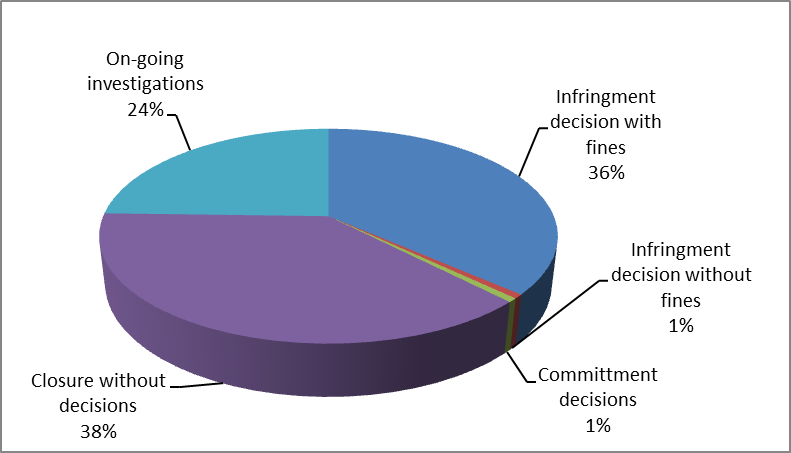 On-going
investigations
24%
Infringment
decision with
fines
36%
Infringment
decision without
fines
1%
Committment
decisions
1%
Closure without
decisions
38%